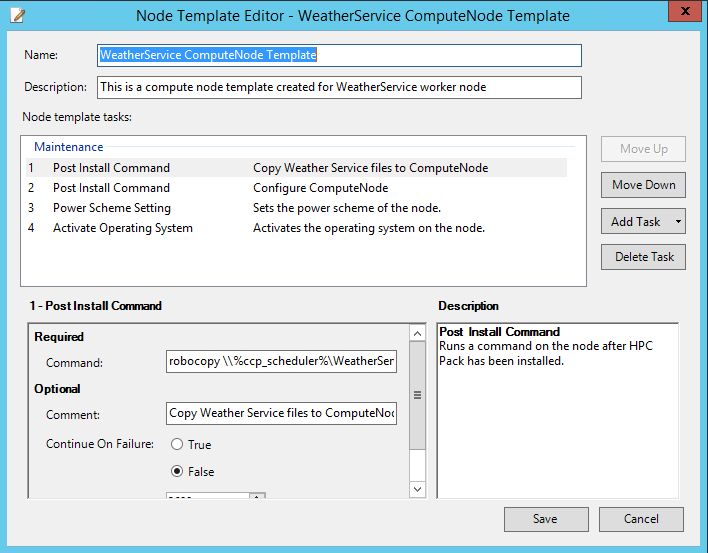 Node Template Editor - WeatherService ComputeNode Template
x
Name: WeatherService ComputeNode Template
Description: This is a compute node template created for WeatherService worker node
Node template tasks:
Maintenance
1 Post Install Command Copy Weather Service files to ComputeNode
Move Up
2 Post Install Command Configure ComputeNode
Move Down
3 Power Scheme Setting Sets the power scheme of the node.
Add Task
4 Activate Operating System Activates the operating system on the node.
Delete Task
1 - Post Install Command
Required
Command: robocopy \\%ccp_scheduler%\WeatherSer
Optional
Comment: Copy Weather Service files to ComputeNod
Continue On Failure: True
False
Description
Post Install Command
Runs a command on the node after HPC
Pack has been installed.
Save
Cancel